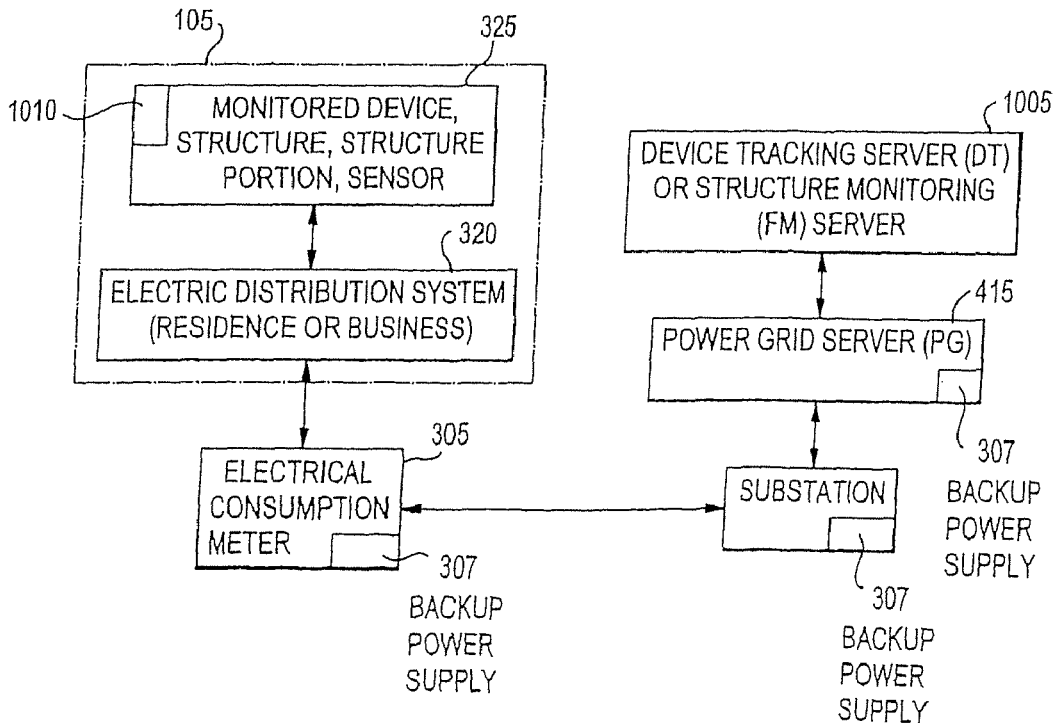 105
325
1010
MONITORED DEVICE,
STRUCTURE, STRUCTURE
PORTION, SENSOR
320
ELECTRIC DISTRIBUTION SYSTEM
(RESIDENCE OR BUSINESS)
305
ELECTRICAL
CONSUMPTION
METER
307
BACKUP
POWER
SUPPLY
1005
DEVICE TRACKING SERVER (DT)
OR STRUCTURE MONITORING
(FM) SERVER
415
POWER GRID SERVER (PG)
307
BACKUP
POWER
SUPPLY
SUBSTATION
307
BACKUP
POWER
SUPPLY